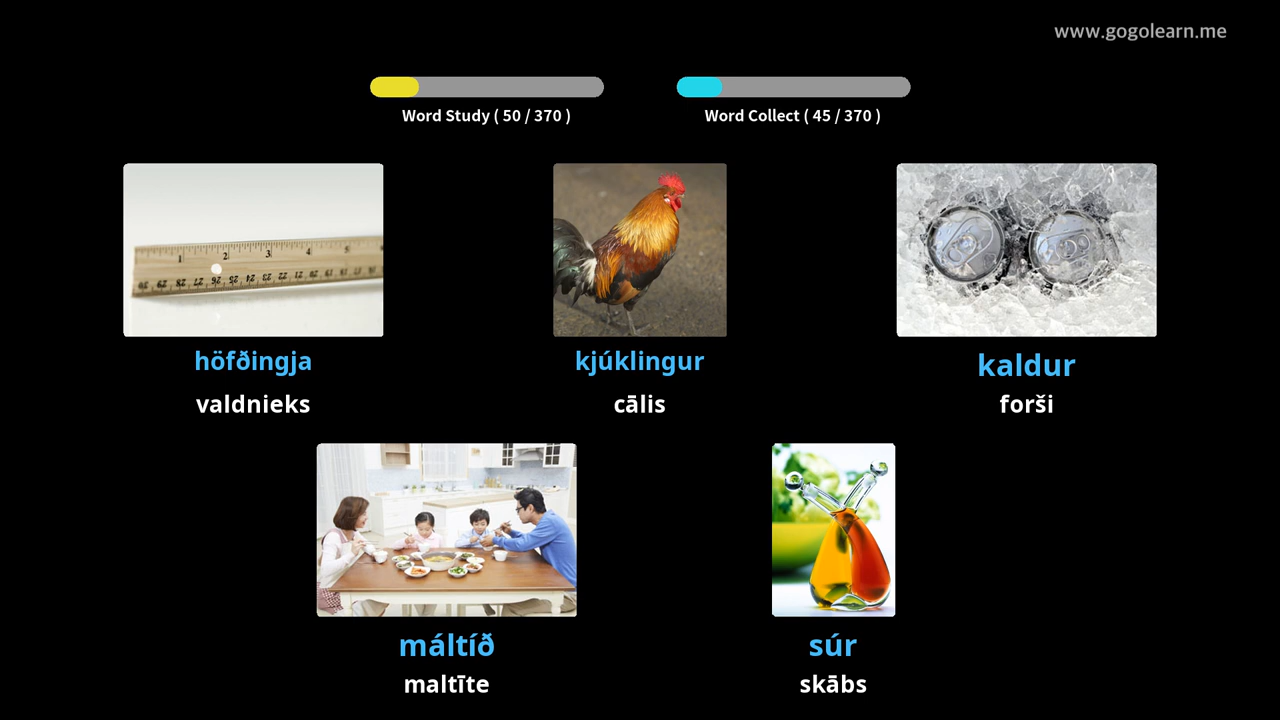 www.gogolearn.me
Word Study ( 50 / 370 )
Word Collect ( 45 / 370 )
höfðingja
kjúklingur
kaldur
valdnieks
cālis
forši
máltíð
súr
maltīte
skābs